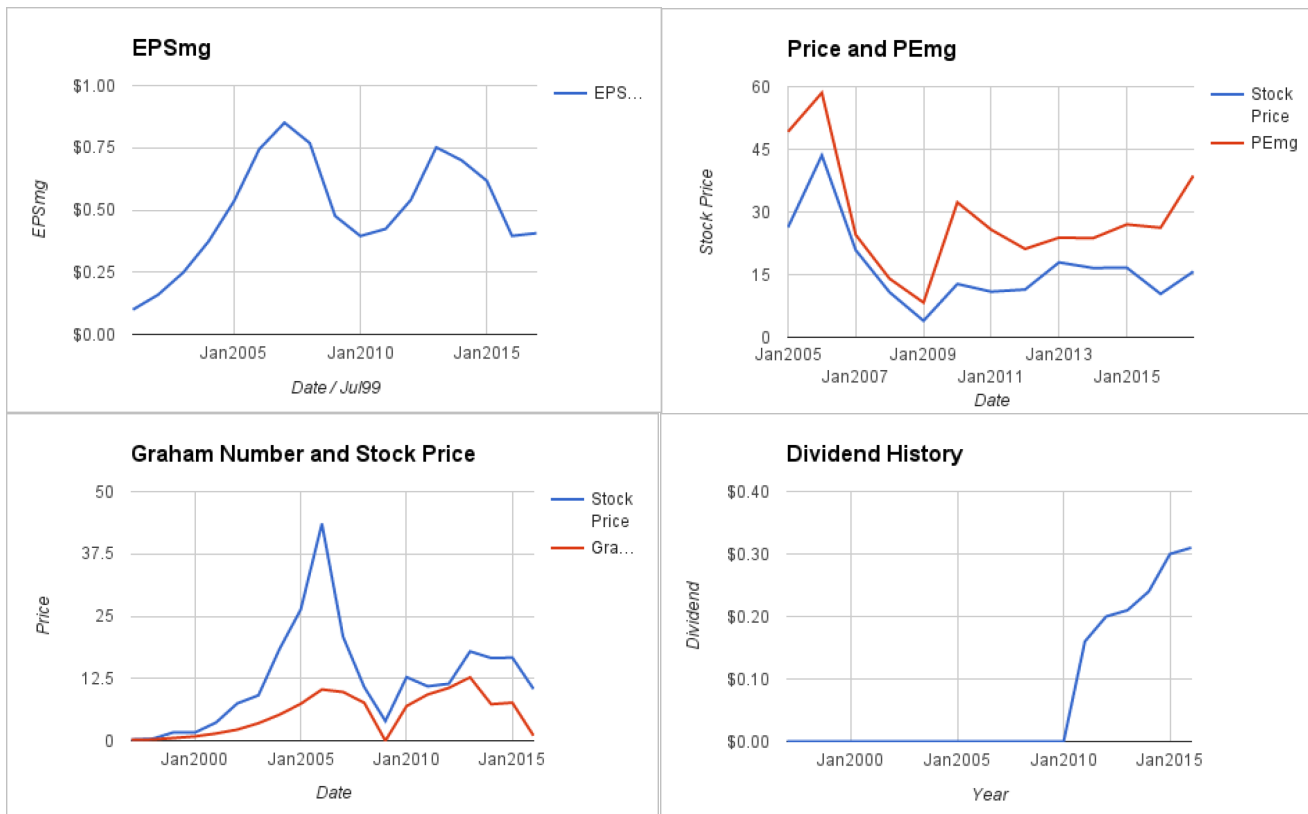 EPSmg
$1.00
$0.75
$0.50
$0.25
$0.00
EPSmg
Jan2005 Jan2010 Jan2015
Date / Jul99
EPS...
Price and PEmg
60
45
30
15
0
Stock Price
Jan2005 Jan2009 Jan2013
Jan2007 Jan2011 Jan2015
Date
Stock
Price
PEmg
Graham Number and Stock Price
50
37.5
25
12.5
0
Price
Jan2000 Jan2005 Jan2010 Jan2015
Date
Stock
Price
Gra...
Dividend History
$0.40
$0.30
$0.20
$0.10
$0.00
Dividend
Jan2000 Jan2005 Jan2010 Jan2015
Year